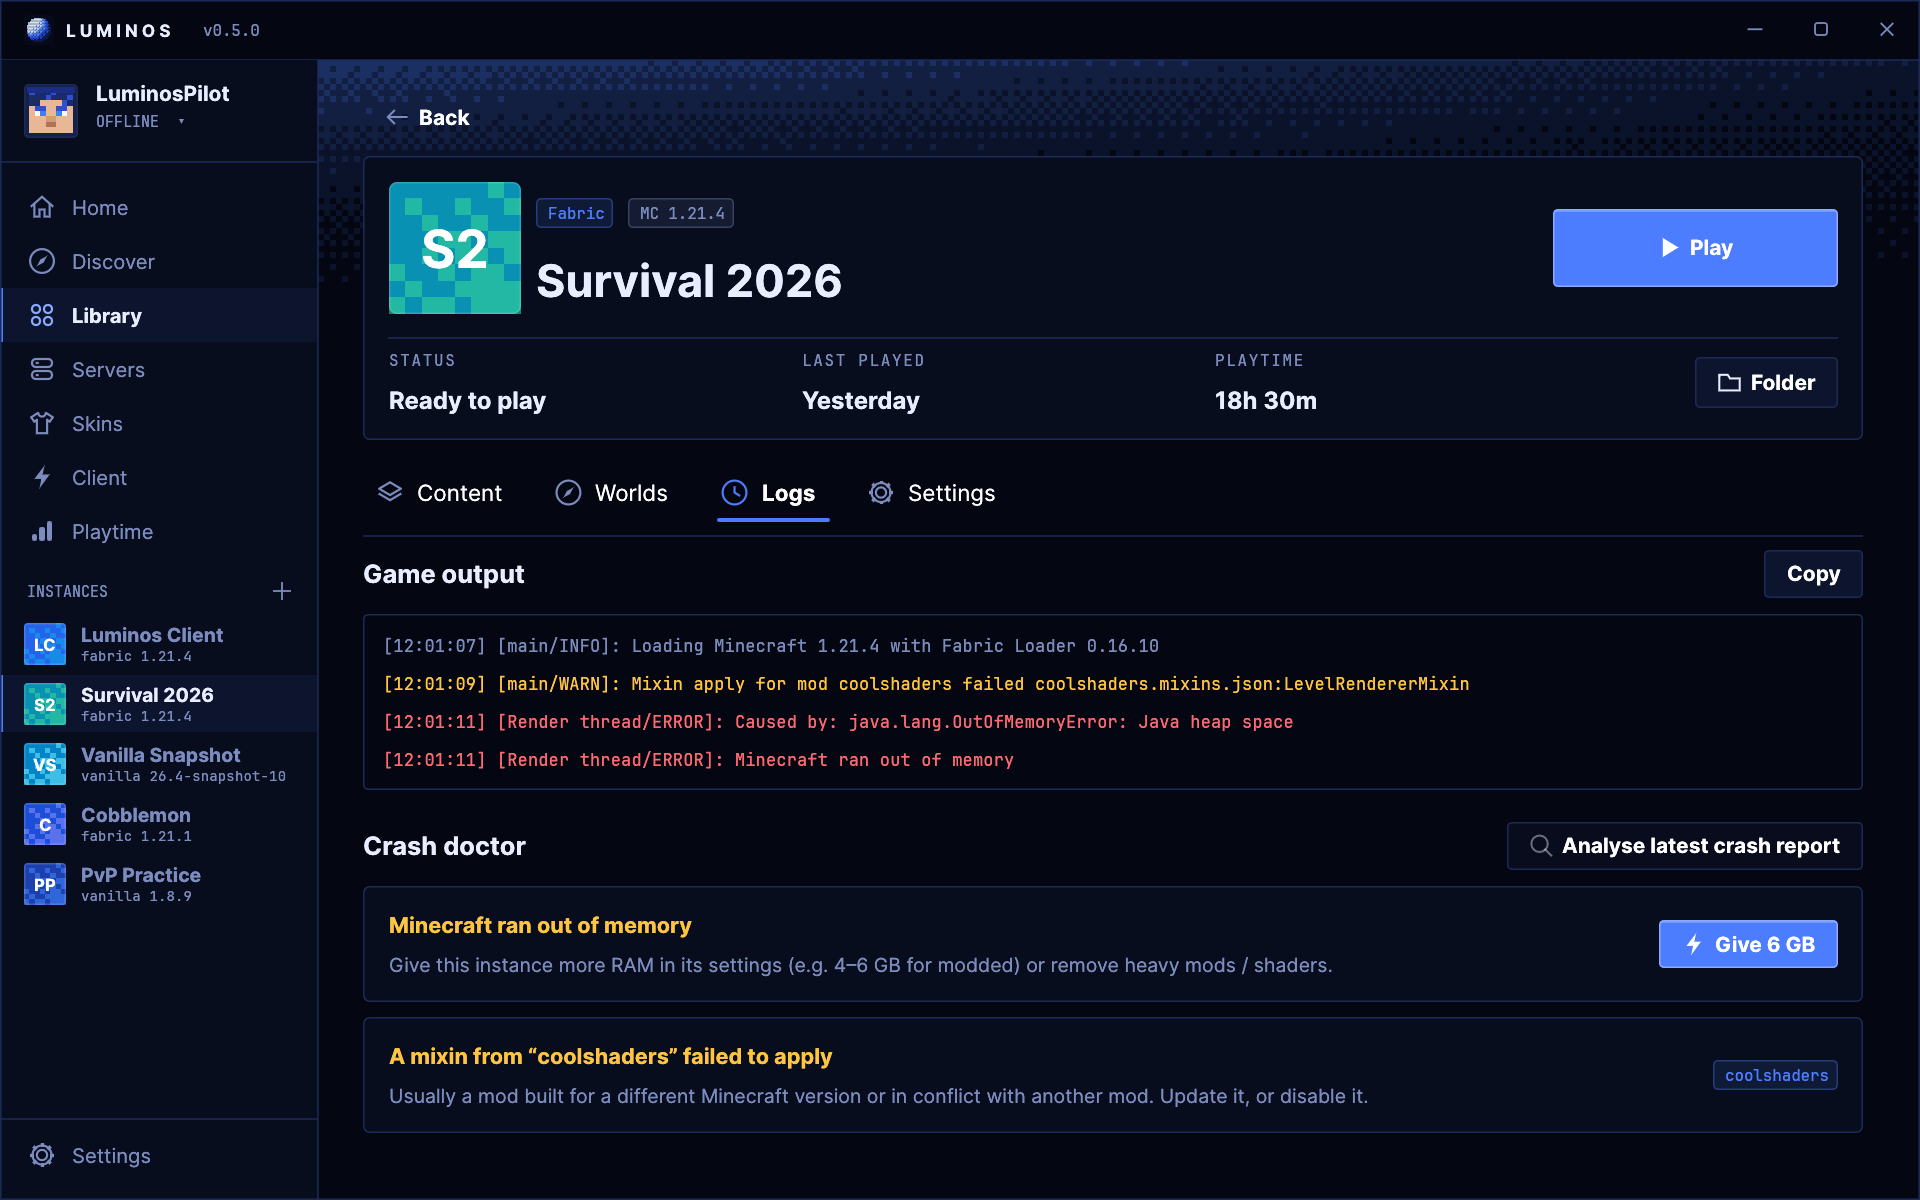 LUMINOS v0.5.0
LuminosPilot
OFFLINE
Home
Discover
Library
Servers
Skins
Client
Playtime
INSTANCES
LC
Luminos Client
fabric 1.21.4
S2
Survival 2026
fabric 1.21.4
VS
Vanilla Snapshot
vanilla 26.4-snapshot-10
C
Cobblemon
fabric 1.21.1
PP
PvP Practice
vanilla 1.8.9
Settings
Back
S2
Fabric
MC 1.21.4
Survival 2026
Play
STATUS
Ready to play
LAST PLAYED
Yesterday
PLAYTIME
18h 30m
Folder
Content
Worlds
Logs
Settings
Game output
Copy
[12:01:07] [main/INFO]: Loading Minecraft 1.21.4 with Fabric Loader 0.16.10
[12:01:09] [main/WARN]: Mixin apply for mod coolshaders failed coolshaders.mixins.json:LevelRendererMixin
[12:01:11] [Render thread/ERROR]: Caused by: java.lang.OutOfMemoryError: Java heap space
[12:01:11] [Render thread/ERROR]: Minecraft ran out of memory
Crash doctor
Analyse latest crash report
Minecraft ran out of memory
Give this instance more RAM in its settings (e.g. 4–6 GB for modded) or remove heavy mods / shaders.
Give 6 GB
A mixin from “coolshaders” failed to apply
Usually a mod built for a different Minecraft version or in conflict with another mod. Update it, or disable it.
coolshaders